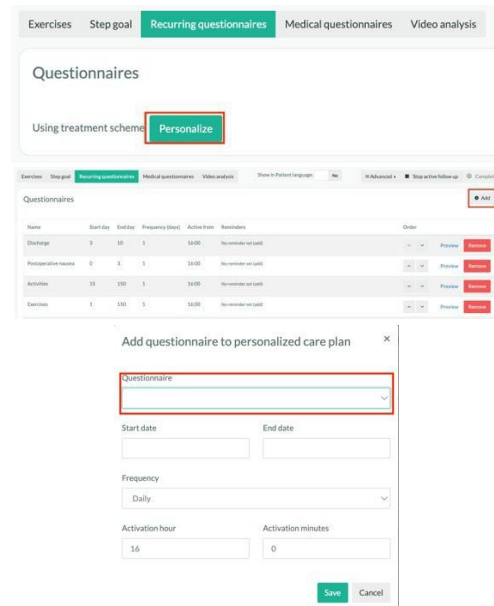 Exercises Step goal Recurring questionnaires Medical questionnaires Video analysis
Questionnaires
Using treatment scheme Personalize
Exercises Step goal Recurring questionnaires Medical questionnaires Video analysis Show in Patient language: No Advanced Stop active follow up Complete
Questionnaires Add
Name Start day End day Frequency (days) Active from Reminders Order
Discharge 3 10 1 16:00 No reminder set (add) Preview Remove
Postoperative nausea 0 3 1 16:00 No reminder set (add) Preview Remove
Activities 15 150 1 16:00 No reminder set (add) Preview Remove
Exercises 1 150 1 16:00 No reminder set (add) Preview Remove
Add questionnaire to personalized care plan ×
Questionnaire
Start date End date
Frequency
Daily
Activation hour Activation minutes
16 0
Save Cancel